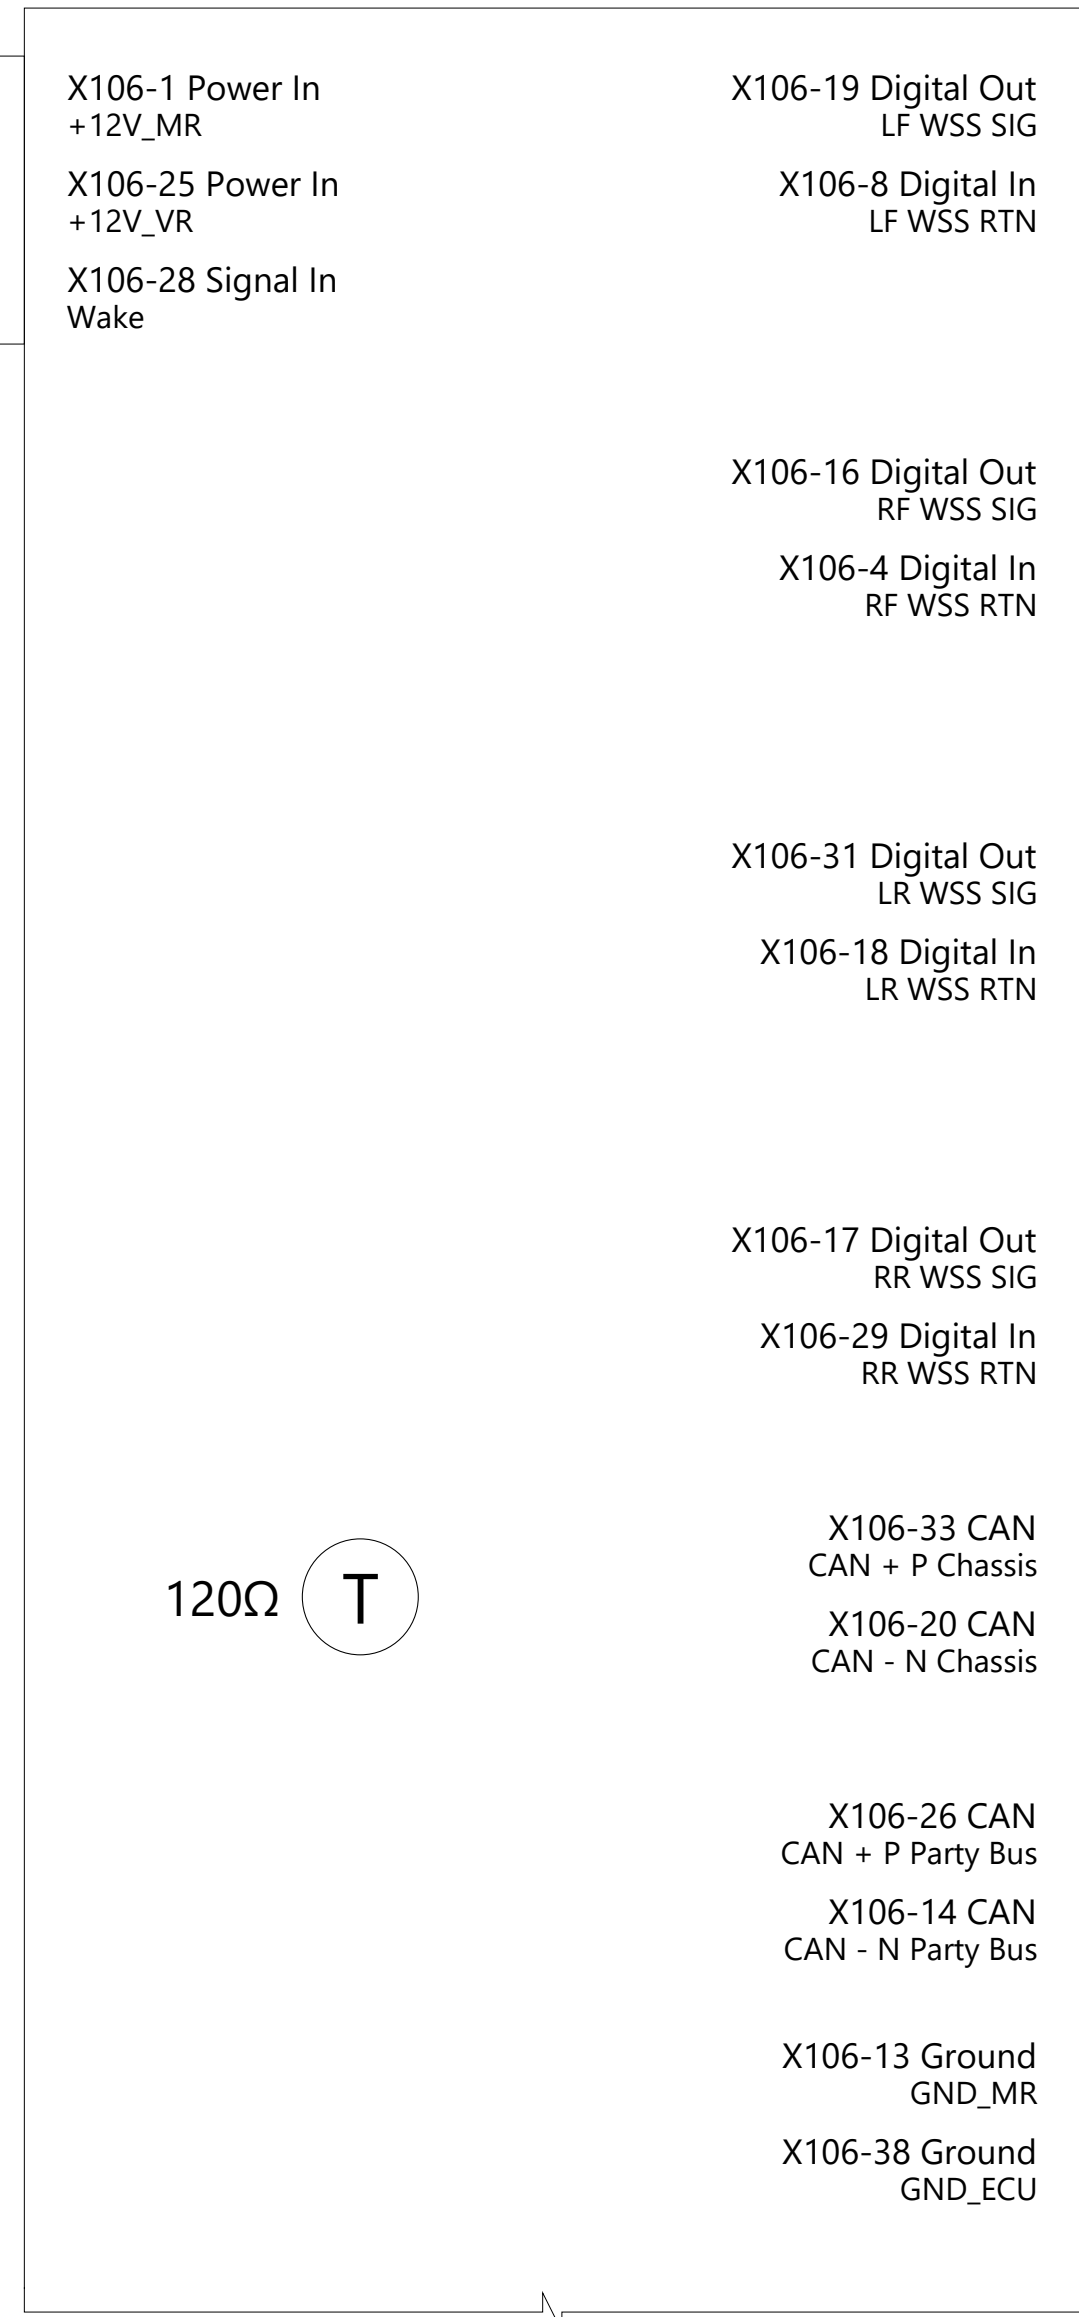 X106-1 Power In
+12V_MR
X106-25 Power In
+12V_VR
X106-28 Signal In
Wake
X106-19 Digital Out
LF WSS SIG
X106-8 Digital In
LF WSS RTN
X106-16 Digital Out
RF WSS SIG
X106-4 Digital In
RF WSS RTN
X106-31 Digital Out
LR WSS SIG
X106-18 Digital In
LR WSS RTN
X106-17 Digital Out
RR WSS SIG
X106-29 Digital In
RR WSS RTN
120Ω T
X106-33 CAN
CAN + P Chassis
X106-20 CAN
CAN - N Chassis
X106-26 CAN
CAN + P Party Bus
X106-14 CAN
CAN - N Party Bus
X106-13 Ground
GND_MR
X106-38 Ground
GND_ECU